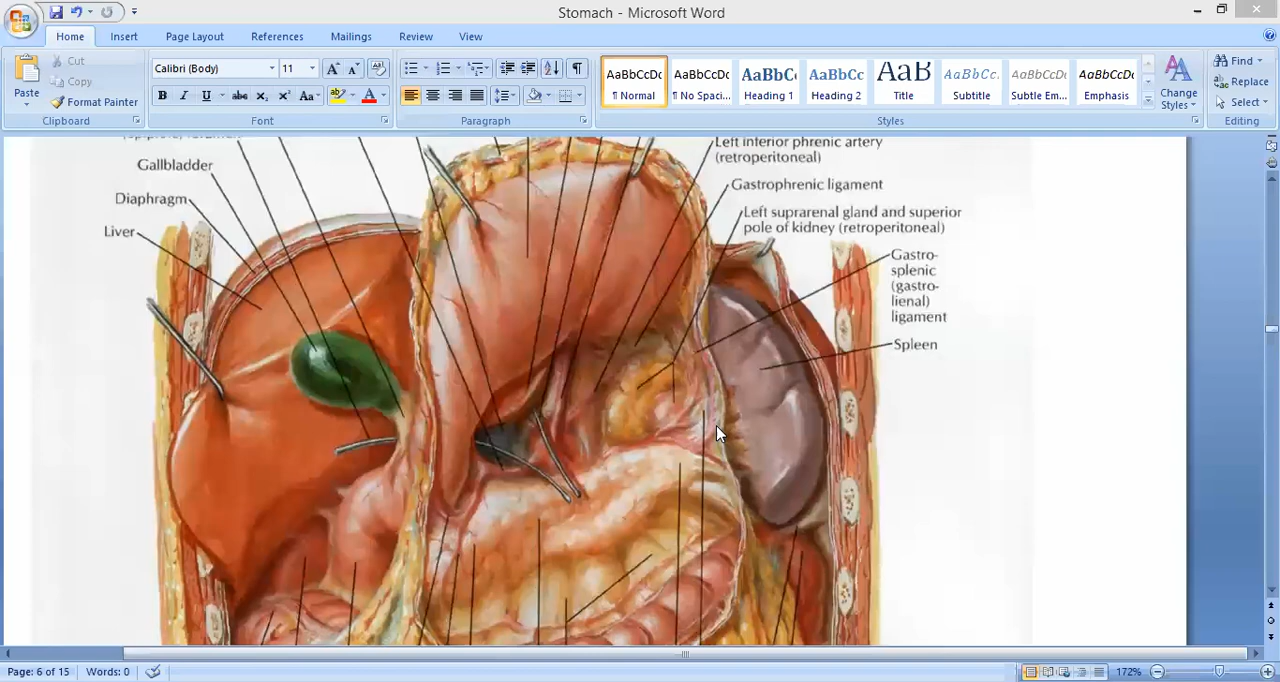 Stomach - Microsoft Word
Home Insert Page Layout References Mailings Review View
Paste
Cut
Copy
Format Painter
Clipboard
Calibri (Body) 11
Font
Paragraph
AaBbCcDc AaBbCcDc AaBbC AaBbCc AaB AaBbCc. AaBbCcDc AaBbCcDc
¶ Normal ¶ No Spaci... Heading 1 Heading 2 Title Subtitle Subtle Em... Emphasis
Styles
Change
Styles
Find
Replace
Select
Editing
Gallbladder
Diaphragm
Liver
Left inferior phrenic artery
(retroperitoneal)
Gastrophrenic ligament
Left suprarenal gland and superior
pole of kidney (retroperitoneal)
Gastro-
splenic
(gastro-
lienal)
ligament
Spleen
Page: 6 of 15 Words: 0 172%